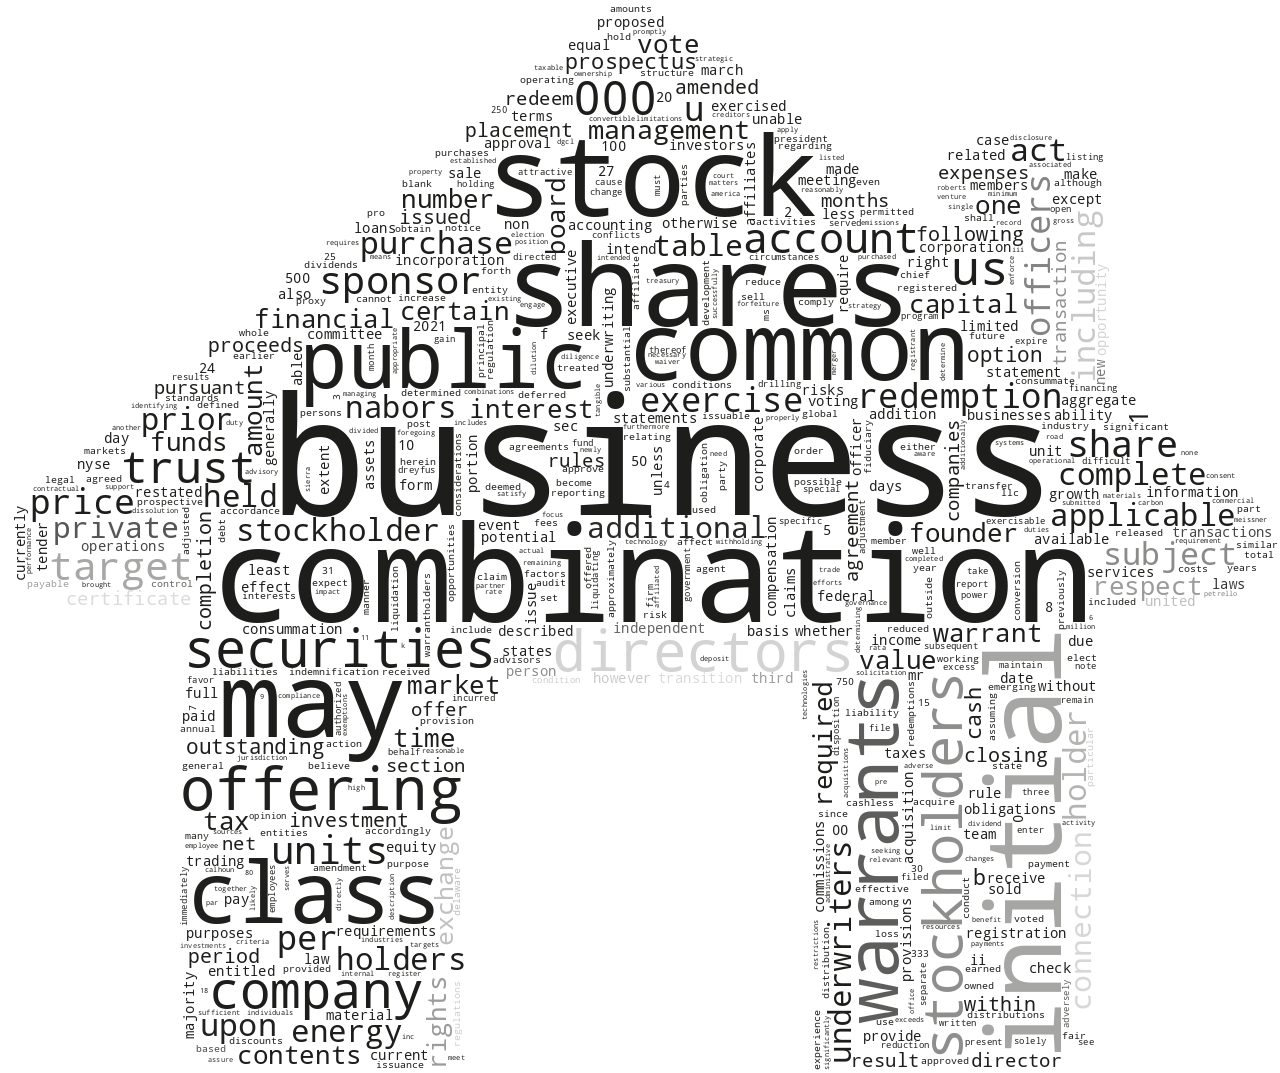 amounts
proposed
hold promptly
equal vote
prospectus strategic
taxable ownership structure march
operating 000 20 amended
redeem u exercised
250 terms convertible limitations creditors unable
placement management apply
approval dgcl 100 investors president regarding
purchases established stock listed
property sale attractive 27 court matters made
blank holding cause change must parties america affiliates meeting even reasonably
number board 2 months
pro issued non accounting otherwise activities less served permitted emissions
loans obtain notice election position conflicts
case disclosure act listing
related associated
expenses make
roberts members although
venture minimum one except
single shall record open gross
requires purchase directed intend table account following
25 means corporation iii
dividends incorporation forth executive intended affiliate circumstances right
500 sponsor entity shares treasury development successfully reduce require purchased chief us enforce officers including
also proxy cannot increase existing engage sell forfeiture comply strategy registered capital transaction new opportunity
financial certain underwriting ms program
whole committee 2021 f seek limited future expire
proceeds earlier appropriate gain public principal regulation dilution diligence substantial thereof necessary waiver common merger registrant determine option
24 able month treated statement
results various conditions drilling consummate financing
pursuant amount 3 managing determined combinations deferred tangible exercise risks redemption aggregate
identifying standards defined persons nabors interest statements issuable properly voting global addition businesses ability 1
another prior duty generally divided post foregoing includes sec furthermore relating industry significant
day markets funds business 10 considerations agreements fund newly corporate order officer fiduciary either aware companies additionally systems road share none
nyse trust advisory sierra extent assets herein dreyfus form portion rules approve unless 50 4 obligation need party possible special unit operational difficult
legal agreed restated held deemed satisfy become reporting used days transfer llc complete consent
price prospective dissolution accordance focus growth materials information commercial
currently performance tender private adjusted completion debt stockholder event fees additional specific 5 agreement adjustment founder exercisable submitted carbon applicable part meissner
operations potential technology affect withholding compensation member available released transactions requirement similar
target combination opportunities actual remaining offered liquidating approximately government claims well completed year subject costs total years
payable brought control least 31 manner liquidation warrantholders claim factors firm affiliated agent trade efforts federal outside take report power conversion services respect laws petrello
certificate effect interests expect impact partner rate audit set issue risk governance 8 previously included united
consummation 11 k include described independent basis whether determining reduced 6 million
securities states directors rata income subsequent warrant due
liabilities indemnification received advisors person deposit value working excess maintain elect note
favor full 9 compliance market condition however transition third solicitation mr date
7 may authorized exemptions incurred technologies 750 emerging without
paid annual offer provision required disposition liability redemptions 15 cash assuming remain
outstanding action time warrants file stockholders initial holder particular
jurisdiction behalf reasonable taxes closing
general believe section acquisitions adverse state
offering high pre rule three
tax opinion investment cashless acquisition acquire obligations
many sources entities accordingly since dividend 0 activity
employee net units equity commissions administrative 00 underwriters seeking relevant limit team enter connection
trading calhoun 80 amendment purpose changes payment
immediately together likely employees serves 30 filed b receive
par pay class directly description exchange delaware effective conduct sold
among benefit voted
purposes per requirements loss resources registration
investments criteria industries targets restrictions provisions payments
period law holders distribution 333 ii check
entitled provided internal register earned
18 company separate office owned adversely
majority sufficient individuals material rights regulations within
upon energy use exceeds written distributions
discounts inc experience significantly provide fair
based contents current reduction present solely see
assure issuance meet result approved director